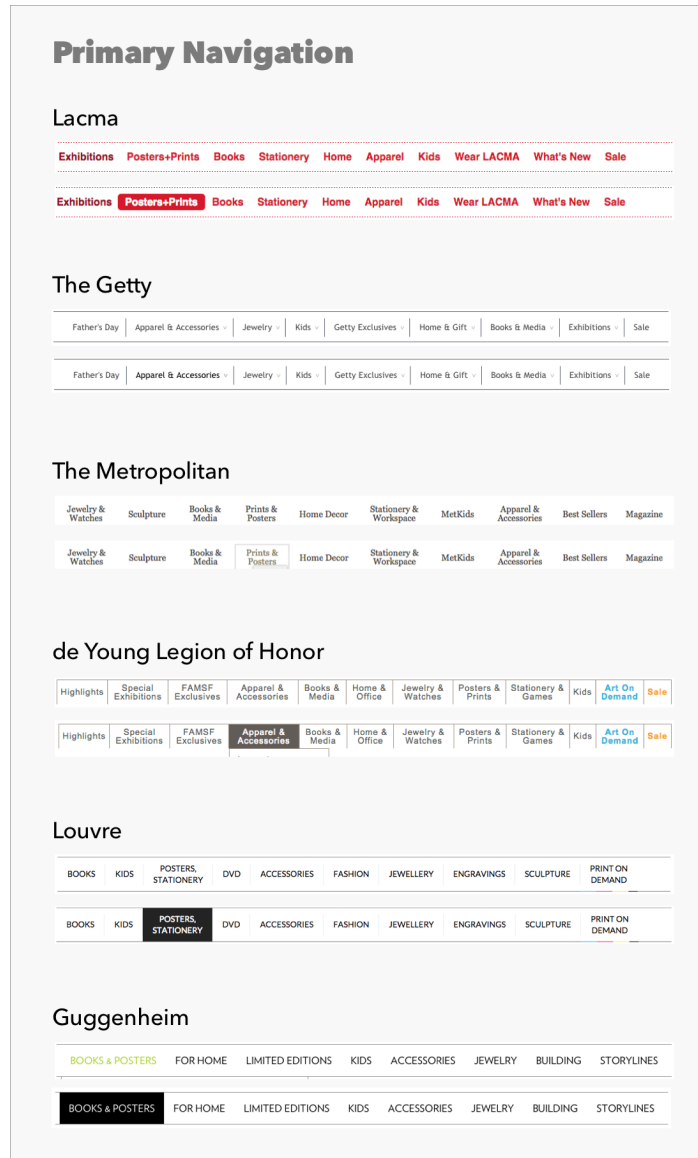 Primary Navigation
Lacma
Exhibitions Posters+Prints Books Stationery Home Apparel Kids Wear LACMA What's New Sale
Exhibitions Posters+Prints Books Stationery Home Apparel Kids Wear LACMA What's New Sale
The Getty
Father's Day Apparel & Accessories Jewelry Kids Getty Exclusives Home & Gift Books & Media Exhibitions Sale
Father's Day Apparel & Accessories Jewelry Kids Getty Exclusives Home & Gift Books & Media Exhibitions Sale
The Metropolitan
Jewelry & Watches Sculpture Books & Media Prints & Posters Home Decor Stationery & Workspace MetKids Apparel & Accessories Best Sellers Magazine
Jewelry & Watches Sculpture Books & Media Prints & Posters Home Decor Stationery & Workspace MetKids Apparel & Accessories Best Sellers Magazine
de Young Legion of Honor
Highlights Special Exhibitions FAMSF Exclusives Apparel & Accessories Books & Media Home & Office Jewelry & Watches Posters & Prints Stationery & Games Kids Art On Demand Sale
Highlights Special Exhibitions FAMSF Exclusives Apparel & Accessories Books & Media Home & Office Jewelry & Watches Posters & Prints Stationery & Games Kids Art On Demand Sale
Louvre
BOOKS KIDS POSTERS, STATIONERY DVD ACCESSORIES FASHION JEWELLERY ENGRAVINGS SCULPTURE PRINT ON DEMAND
BOOKS KIDS POSTERS, STATIONERY DVD ACCESSORIES FASHION JEWELLERY ENGRAVINGS SCULPTURE PRINT ON DEMAND
Guggenheim
BOOKS & POSTERS FOR HOME LIMITED EDITIONS KIDS ACCESSORIES JEWELRY BUILDING STORYLINES
BOOKS & POSTERS FOR HOME LIMITED EDITIONS KIDS ACCESSORIES JEWELRY BUILDING STORYLINES